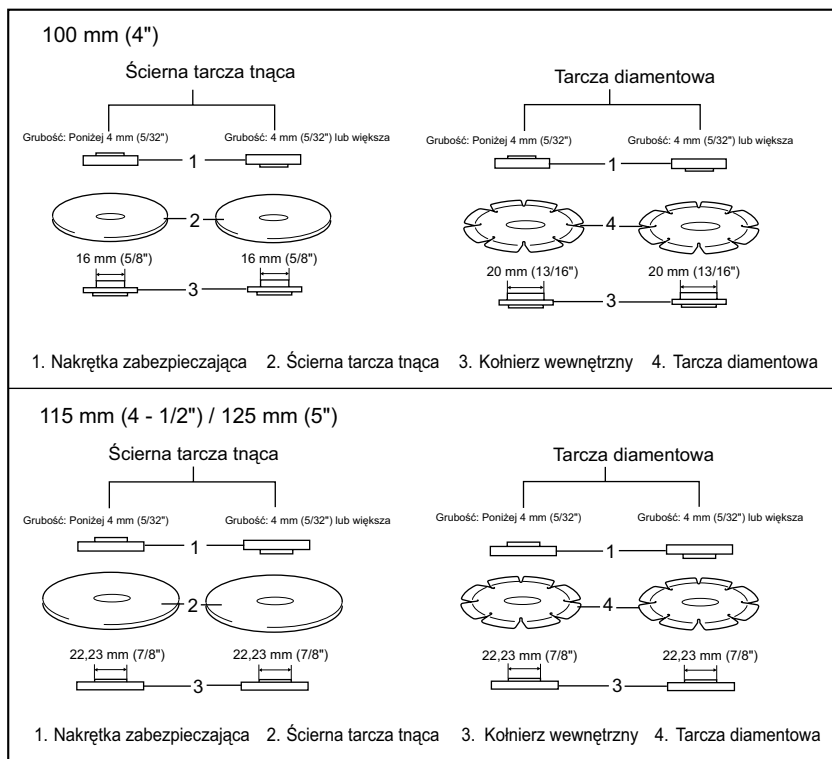 100 mm (4")
Ścierna tarcza tnąca
Tarcza diamentowa
Grubość: Poniżej 4 mm (5/32")
Grubość: 4 mm (5/32") lub większa
Grubość: Poniżej 4 mm (5/32")
Grubość: 4 mm (5/32") lub większa
1
1
2
4
16 mm (5/8")
16 mm (5/8")
20 mm (13/16")
20 mm (13/16")
3
3
1. Nakrętka zabezpieczająca 2. Ścierna tarcza tnąca 3. Kołnierz wewnętrzny 4. Tarcza diamentowa
115 mm (4 - 1/2") / 125 mm (5")
Ścierna tarcza tnąca
Tarcza diamentowa
Grubość: Poniżej 4 mm (5/32")
Grubość: 4 mm (5/32") lub większa
Grubość: Poniżej 4 mm (5/32")
Grubość: 4 mm (5/32") lub większa
1
1
2
4
22,23 mm (7/8")
22,23 mm (7/8")
22,23 mm (7/8")
22,23 mm (7/8")
3
3
1. Nakrętka zabezpieczająca 2. Ścierna tarcza tnąca 3. Kołnierz wewnętrzny 4. Tarcza diamentowa